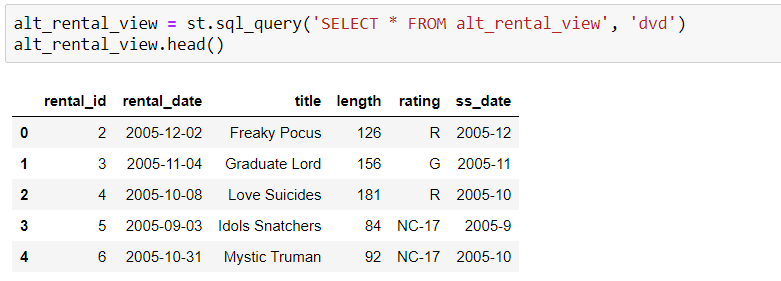 alt_rental_view = st.sql_query('SELECT * FROM alt_rental_view', 'dvd')
alt_rental_view.head()
rental_id rental_date title length rating ss_date
0 2 2005-12-02 Freaky Pocus 126 R 2005-12
1 3 2005-11-04 Graduate Lord 156 G 2005-11
2 4 2005-10-08 Love Suicides 181 R 2005-10
3 5 2005-09-03 Idols Snatchers 84 NC-17 2005-9
4 6 2005-10-31 Mystic Truman 92 NC-17 2005-10